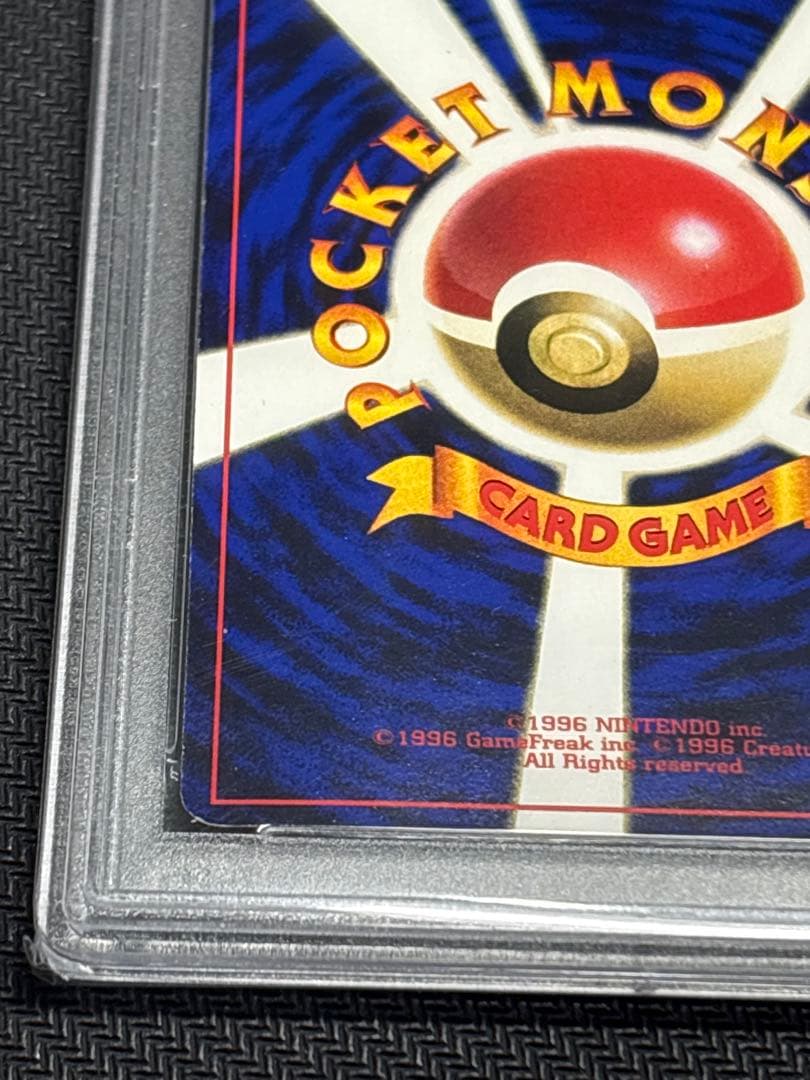 POCKET MON
CARD GAME
©1996 NINTENDO inc.
©1996 GameFreak inc. ©1996 Creatu
All Rights reserved.